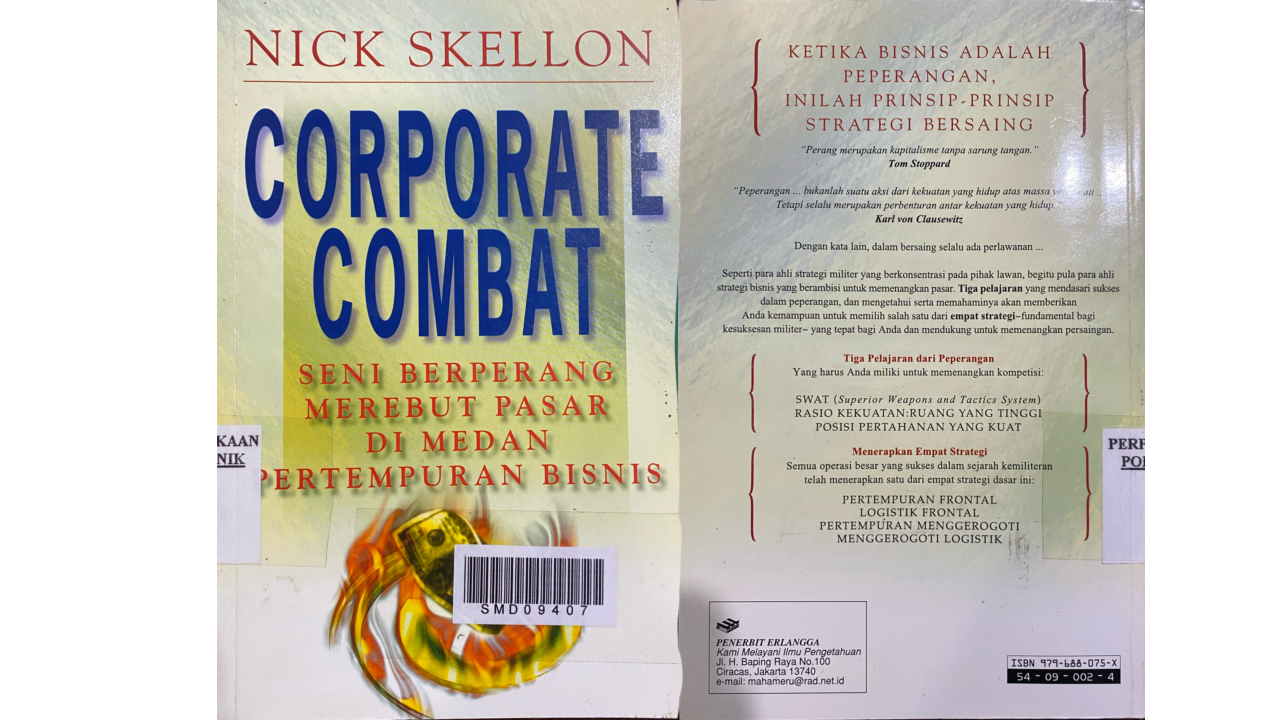 NICK SKELLON
CORPORATE
COMBAT
SENI BERPERANG
MEREBUT PASAR
DI MEDAN
PERTEMPURAN BISNIS
KAAN
NIK
SMD09407
KETIKA BISNIS ADALAH
PEPERANGAN,
INILAH PRINSIP-PRINSIP
STRATEGI BERSAING
"Perang merupakan kapitalisme tanpa sarung tangan."
Tom Stoppard
"Peperangan ... bukanlah suatu aksi dari kekuatan yang hidup atas massa ...
Tetapi selalu merupakan perbenturan antar kekuatan yang hidup."
Karl von Clausewitz
Dengan kata lain, dalam bersaing selalu ada perlawanan ...
Seperti para ahli strategi militer yang berkonsentrasi pada pihak lawan, begitu pula para ahli
strategi bisnis yang berambisi untuk memenangkan pasar. Tiga pelajaran yang mendasari sukses
dalam peperangan, dan mengetahui serta memahaminya akan memberikan
Anda kemampuan untuk memilih salah satu dari empat strategi–fundamental bagi
kesuksesan militer– yang tepat bagi Anda dan mendukung untuk memenangkan persaingan.
Tiga Pelajaran dari Peperangan
Yang harus Anda miliki untuk memenangkan kompetisi:
SWAT (Superior Weapons and Tactics System)
RASIO KEKUATAN:RUANG YANG TINGGI
POSISI PERTAHANAN YANG KUAT
Menerapkan Empat Strategi
Semua operasi besar yang sukses dalam sejarah kemiliteran
telah menerapkan satu dari empat strategi dasar ini:
PERTEMPURAN FRONTAL
LOGISTIK FRONTAL
PERTEMPURAN MENGGEROGOTI
MENGGEROGOTI LOGISTIK
PERP
POL
PENERBIT ERLANGGA
Kami Melayani Ilmu Pengetahuan
Jl. H. Baping Raya No.100
Ciracas, Jakarta 13740
e-mail: mahameru@rad.net.id
ISBN 979-688-075-X
54 - 09 - 002 - 4